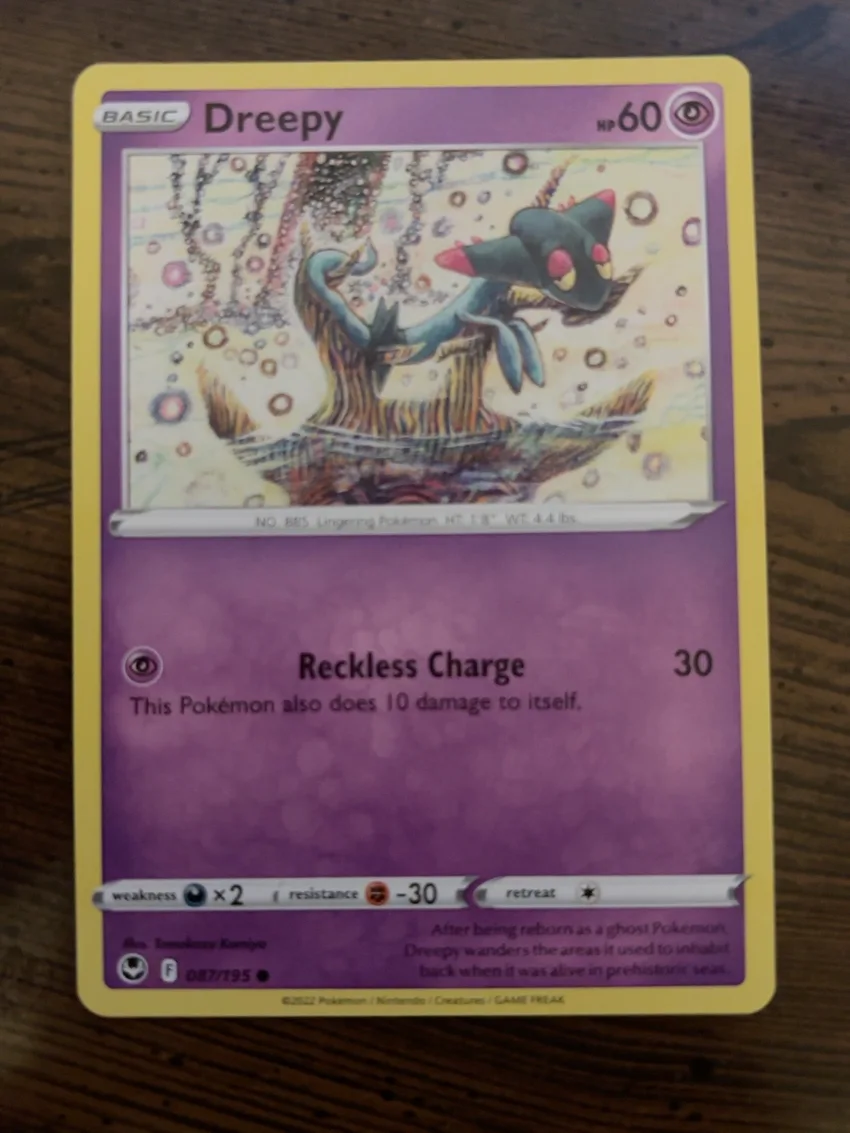 BASIC Dreepy HP60
NO. 885 Lingering Pokémon HT: 1'8" WT: 4.4 lbs.
Reckless Charge 30
This Pokémon also does 10 damage to itself.
weakness ×2 resistance -30 retreat
Illus. Tomokazu Komiya
After being reborn as a ghost Pokémon,
Dreepy wanders the areas it used to inhabit
back when it was alive in prehistoric seas.
F 087/195
©2022 Pokémon / Nintendo / Creatures / GAME FREAK